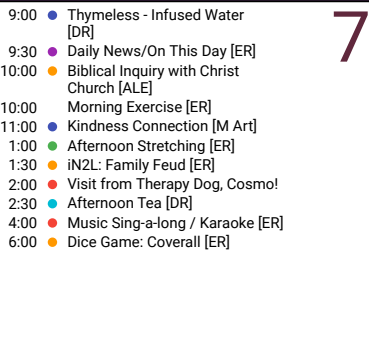 7
9:00 Thymeless - Infused Water
[DR]
9:30 Daily News/On This Day [ER]
10:00 Biblical Inquiry with Christ
Church [ALE]
10:00 Morning Exercise [ER]
11:00 Kindness Connection [M Art]
1:00 Afternoon Stretching [ER]
1:30 iN2L: Family Feud [ER]
2:00 Visit from Therapy Dog, Cosmo!
2:30 Afternoon Tea [DR]
4:00 Music Sing-a-long / Karaoke [ER]
6:00 Dice Game: Coverall [ER]